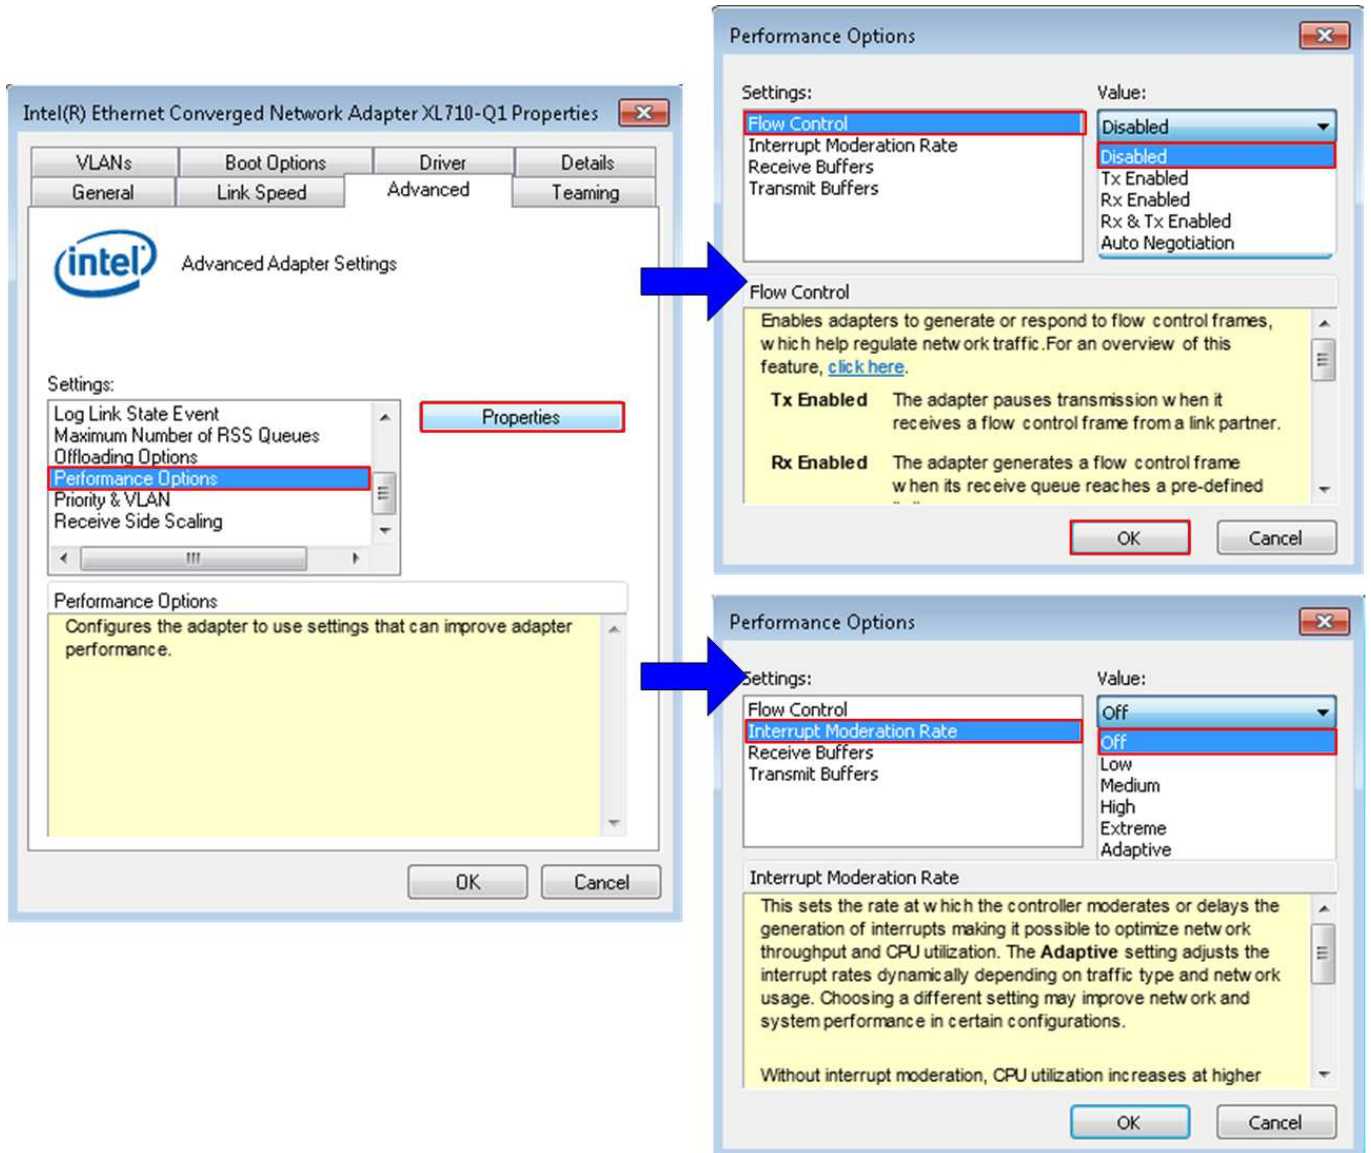 Intel(R) Ethernet Converged Network Adapter XL710-Q1 Properties
VLANs Boot Options Driver Details
General Link Speed Advanced Teaming
intel
Advanced Adapter Settings
Settings:
Log Link State Event
Maximum Number of RSS Queues
Offloading Options
Performance Options
Priority & VLAN
Receive Side Scaling
Properties
Performance Options
Configures the adapter to use settings that can improve adapter
performance.
OK Cancel
Performance Options
Settings: Value:
Flow Control
Interrupt Moderation Rate
Receive Buffers
Transmit Buffers
Disabled
Disabled
Tx Enabled
Rx Enabled
Rx & Tx Enabled
Auto Negotiation
Flow Control
Enables adapters to generate or respond to flow control frames,
which help regulate network traffic.For an overview of this
feature, click here.
Tx Enabled The adapter pauses transmission when it
receives a flow control frame from a link partner.
Rx Enabled The adapter generates a flow control frame
when its receive queue reaches a pre-defined
OK Cancel
Performance Options
Settings: Value:
Flow Control
Interrupt Moderation Rate
Receive Buffers
Transmit Buffers
Off
Off
Low
Medium
High
Extreme
Adaptive
Interrupt Moderation Rate
This sets the rate at which the controller moderates or delays the
generation of interrupts making it possible to optimize network
throughput and CPU utilization. The Adaptive setting adjusts the
interrupt rates dynamically depending on traffic type and network
usage. Choosing a different setting may improve network and
system performance in certain configurations.
Without interrupt moderation, CPU utilization increases at higher
OK Cancel